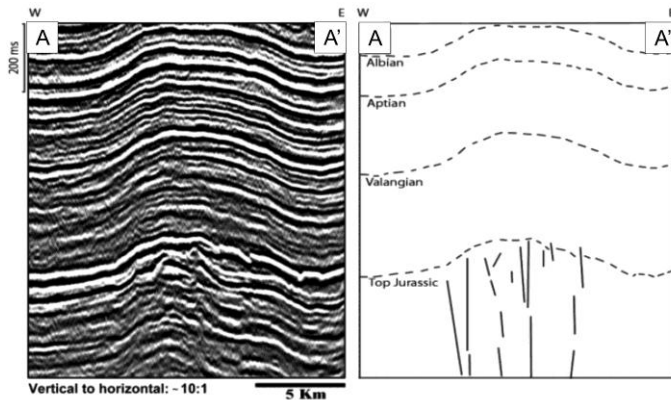 W E W E
A A' A A'
200 ms
Albian
Aptian
Valangian
Top Jurassic
Vertical to horizontal: ~ 10:1
5 Km